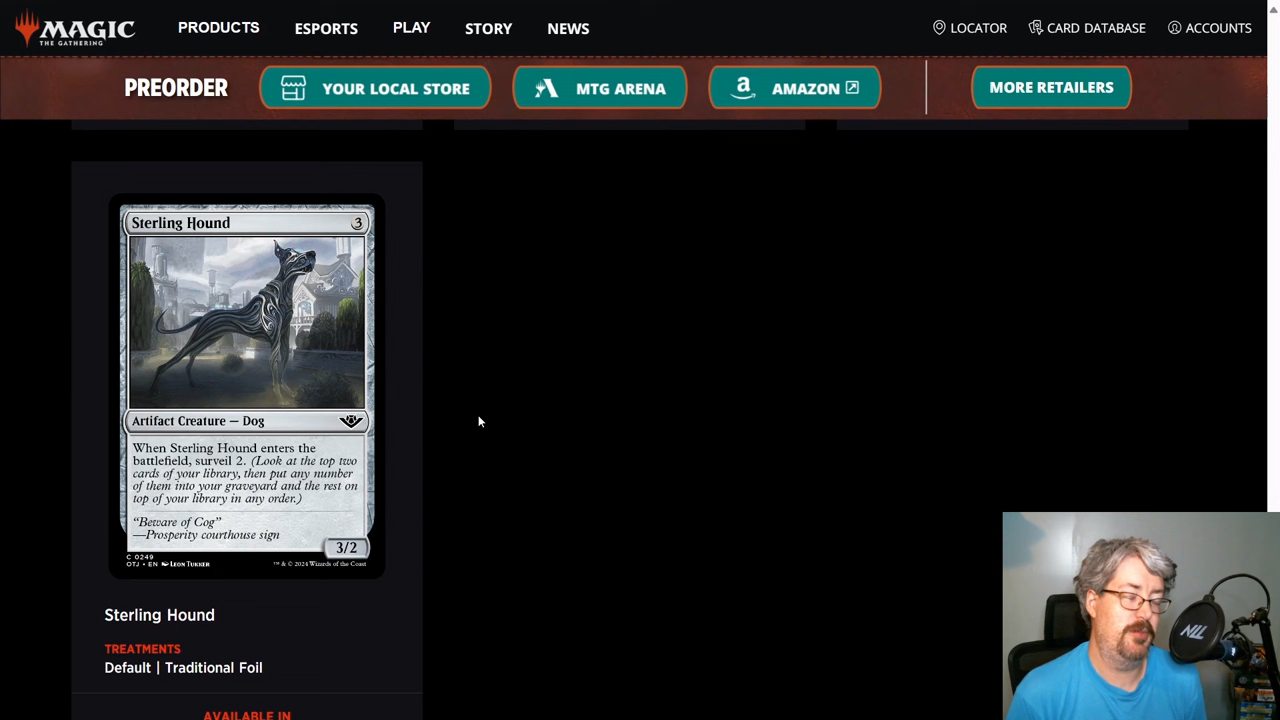 MAGIC
THE GATHERING
PRODUCTS
ESPORTS
PLAY
STORY
NEWS
LOCATOR
CARD DATABASE
ACCOUNTS
PREORDER
YOUR LOCAL STORE
MTG ARENA
AMAZON
MORE RETAILERS
Sterling Hound 3
Artifact Creature — Dog
When Sterling Hound enters the
battlefield, surveil 2. (Look at the top two
cards of your library, then put any number
of them into your graveyard and the rest on
top of your library in any order.)
“Beware of Cog”
—Prosperity courthouse sign
3/2
C 0249
OTJ • EN LEON TUKKER
™ & © 2024 Wizards of the Coast
Sterling Hound
TREATMENTS
Default | Traditional Foil
AVAILABLE IN
NLL